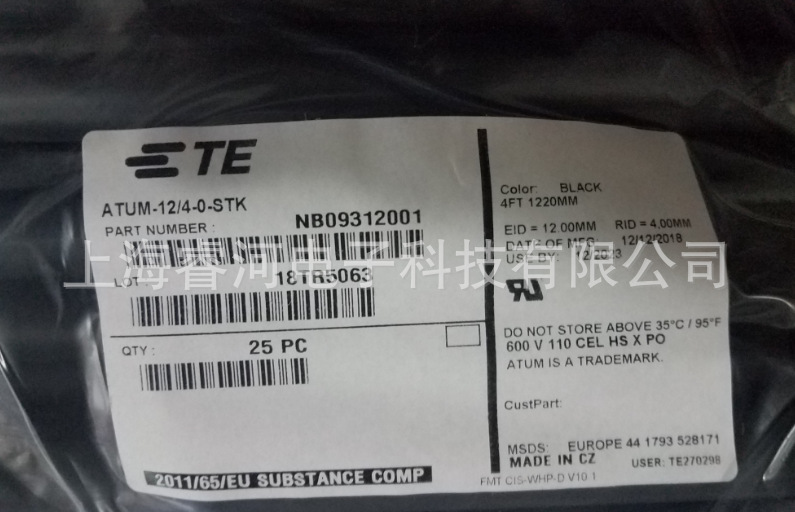 TE
ATUM-12/4-0-STK
PART NUMBER : NB09312001
LOT : 18TR5063
QTY : 25 PC
2011/65/EU SUBSTANCE COMP
Color: BLACK
4FT 1220MM
EID = 12.00MM RID = 4.00MM
DATE OF MFG 12/12/2018
USE BY: 12/2023
DO NOT STORE ABOVE 35°C / 95°F
600 V 110 CEL HS X PO
ATUM IS A TRADEMARK.
CustPart:
MSDS: EUROPE 44 1793 528171
MADE IN CZ USER: TE270298
FMT CIS-WHP-D V10.1
上海睿河电子科技有限公司